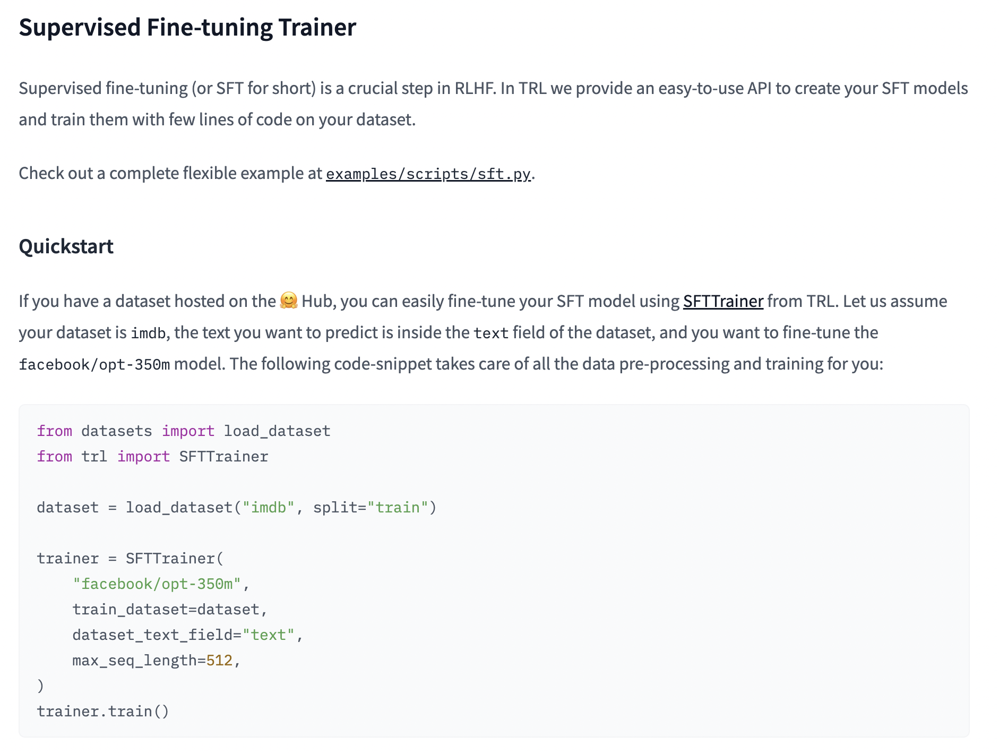 Supervised Fine-tuning Trainer
Supervised fine-tuning (or SFT for short) is a crucial step in RLHF. In TRL we provide an easy-to-use API to create your SFT models
and train them with few lines of code on your dataset.
Check out a complete flexible example at examples/scripts/sft.py.
Quickstart
If you have a dataset hosted on the 🤗 Hub, you can easily fine-tune your SFT model using SFTTrainer from TRL. Let us assume
your dataset is imdb, the text you want to predict is inside the text field of the dataset, and you want to fine-tune the
facebook/opt-350m model. The following code-snippet takes care of all the data pre-processing and training for you:
from datasets import load_dataset
from trl import SFTTrainer
dataset = load_dataset("imdb", split="train")
trainer = SFTTrainer(
    "facebook/opt-350m",
    train_dataset=dataset,
    dataset_text_field="text",
    max_seq_length=512,
)
trainer.train()